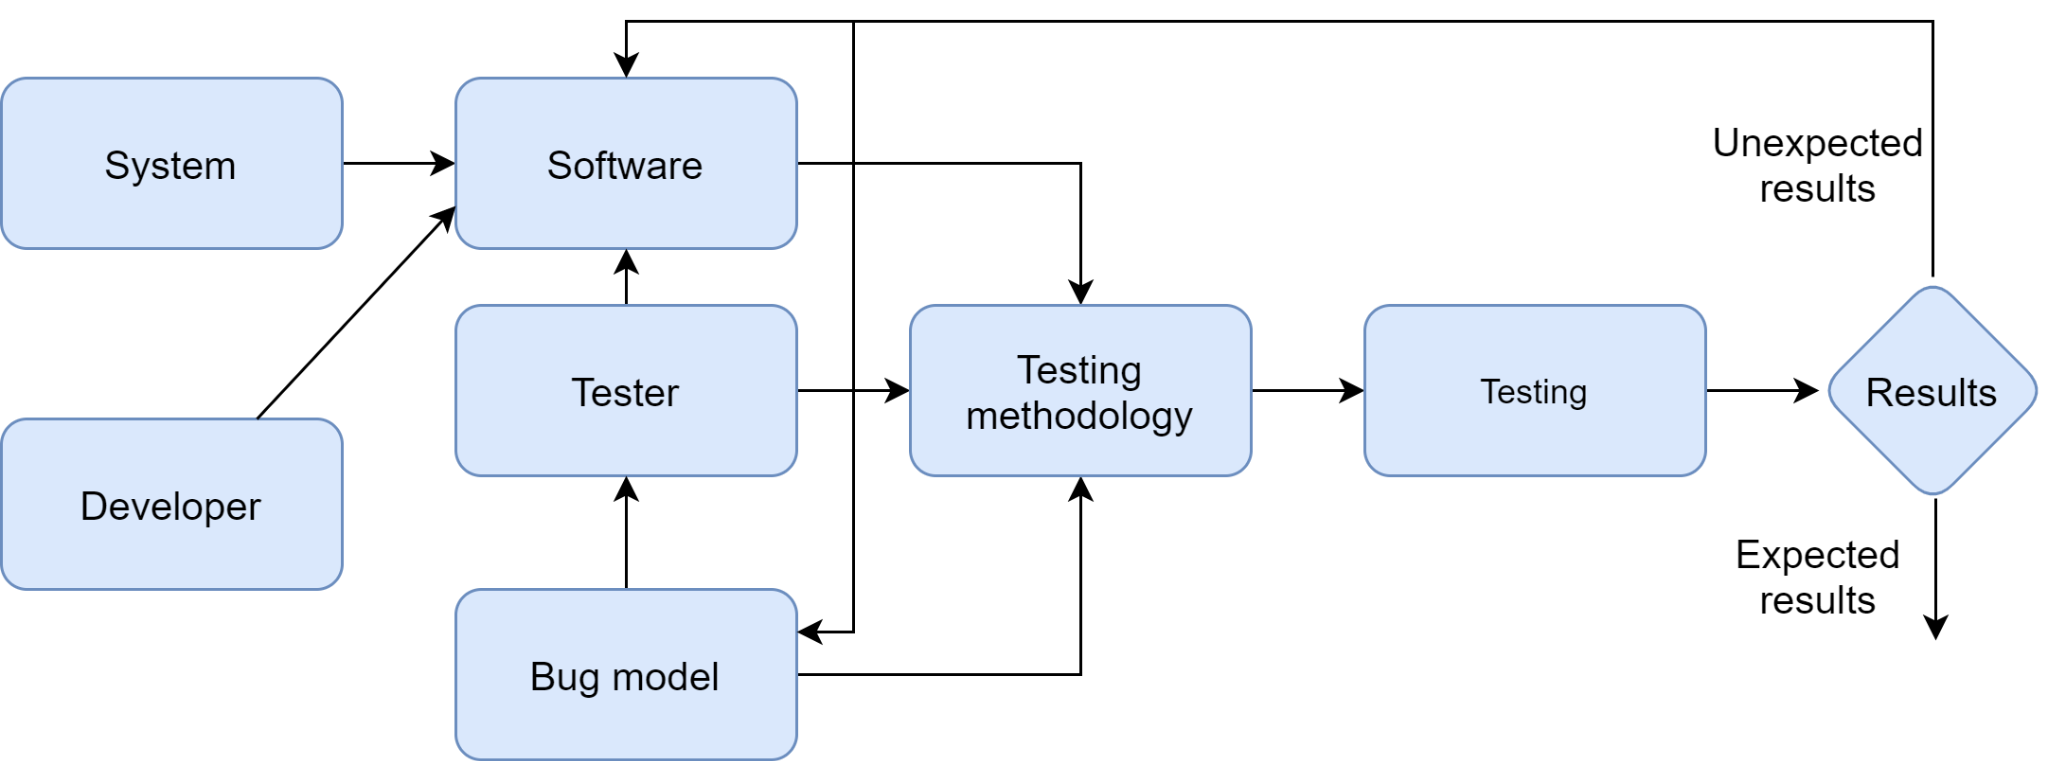 Unexpected
results
System
Software
Tester
Testing
methodology
Testing
Results
Developer
Expected
results
Bug model